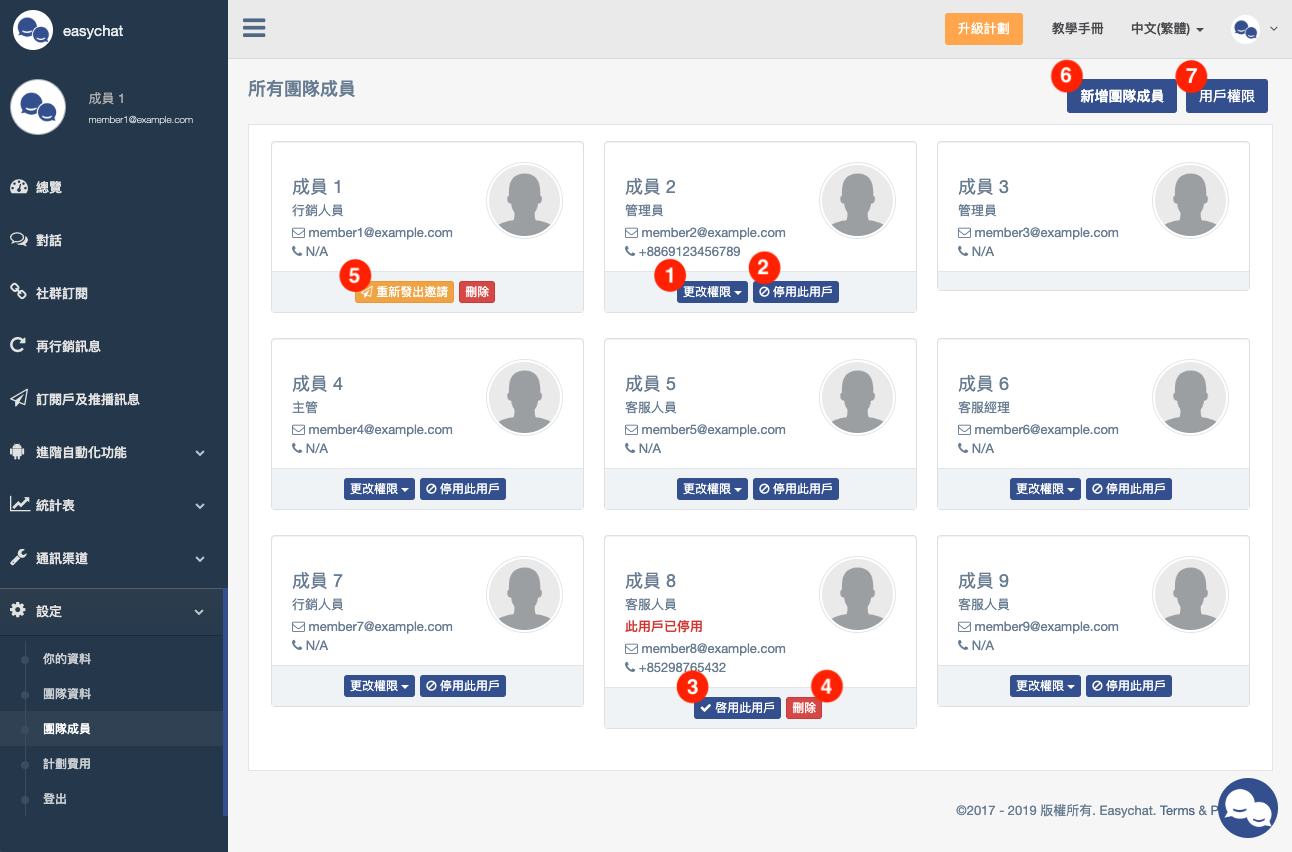 easychat
成員 1
member1@example.com
總覽
對話
社群訂閱
再行銷訊息
訂閱戶及推播訊息
進階自動化功能
統計表
通訊渠道
設定
你的資料
團隊資料
團隊成員
計劃費用
登出
升級計劃 教學手冊 中文(繁體)
所有團隊成員
6 新增團隊成員 7 用戶權限
成員 1
行銷人員
member1@example.com
N/A
5 重新發出邀請 刪除
成員 2
管理員
member2@example.com
+8869123456789
1 更改權限 2 停用此用戶
成員 3
管理員
member3@example.com
N/A
成員 4
主管
member4@example.com
N/A
更改權限 停用此用戶
成員 5
客服人員
member5@example.com
N/A
更改權限 停用此用戶
成員 6
客服經理
member6@example.com
N/A
更改權限 停用此用戶
成員 7
行銷人員
member7@example.com
N/A
更改權限 停用此用戶
成員 8
客服人員
此用戶已停用
member8@example.com
+85298765432
3 啓用此用戶 4 刪除
成員 9
客服人員
member9@example.com
N/A
更改權限 停用此用戶
©2017 - 2019 版權所有. Easychat. Terms & P